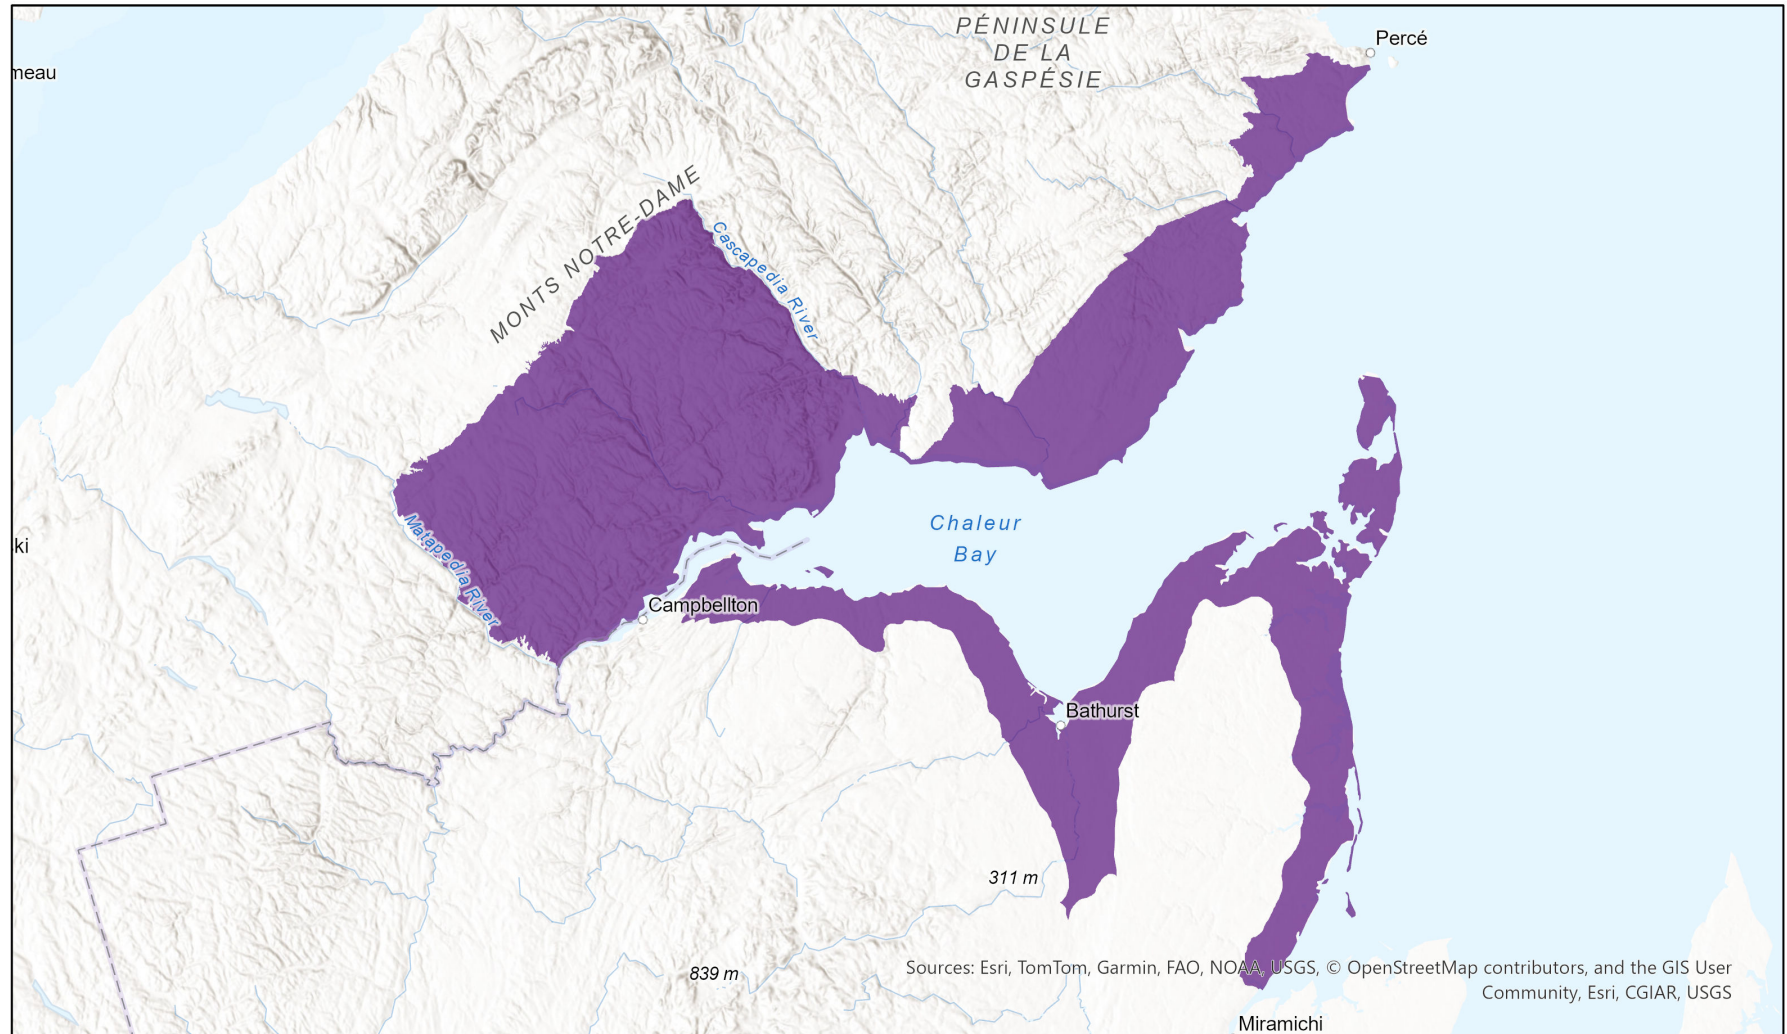 PÉNINSULE
DE LA
GASPÉSIE
Percé
meau
MONTS NOTRE-DAME
Cascapedia River
Matapedia River
Chaleur
Bay
ki
Campbellton
Bathurst
311 m
839 m
Sources: Esri, TomTom, Garmin, FAO, NOAA, USGS, © OpenStreetMap contributors, and the GIS User
Community, Esri, CGIAR, USGS
Miramichi